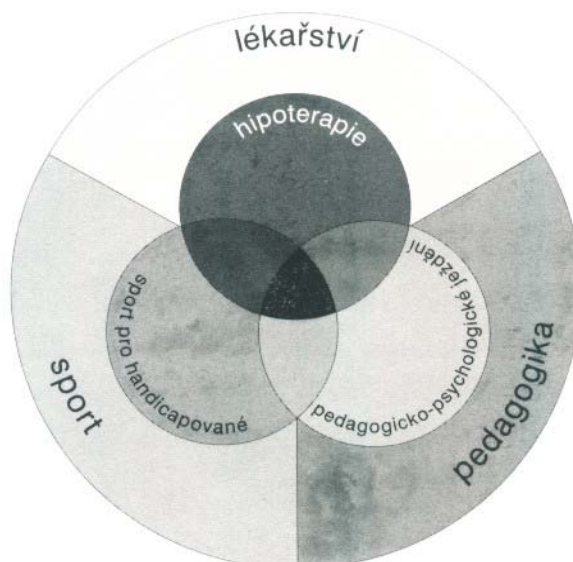 lékařství
hipoterapie
sport pro handicapované
pedagogicko-psychologické ježdění
sport
pedagogika